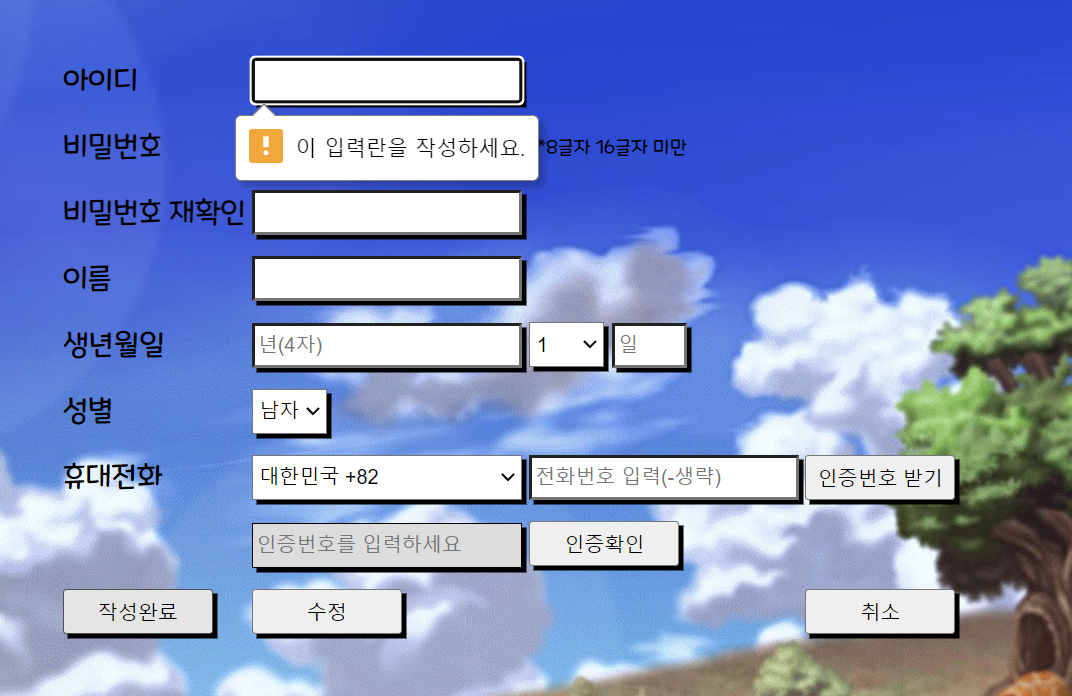 아이디
이 입력란을 작성하세요.
비밀번호 *8글자 16글자 미만
비밀번호 재확인
이름
생년월일 년(4자) 1 일
성별 남자
휴대전화 대한민국 +82 전화번호 입력(-생략) 인증번호 받기
인증번호를 입력하세요 인증확인
작성완료 수정 취소